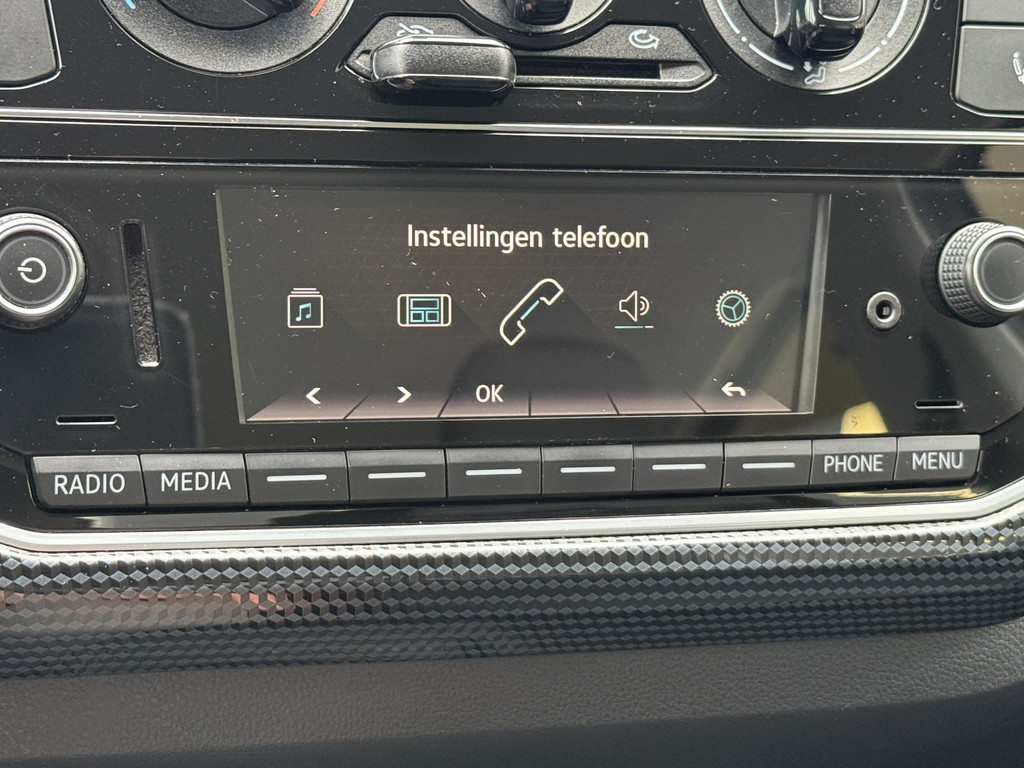 Instellingen telefoon
< > OK
RADIO MEDIA PHONE MENU